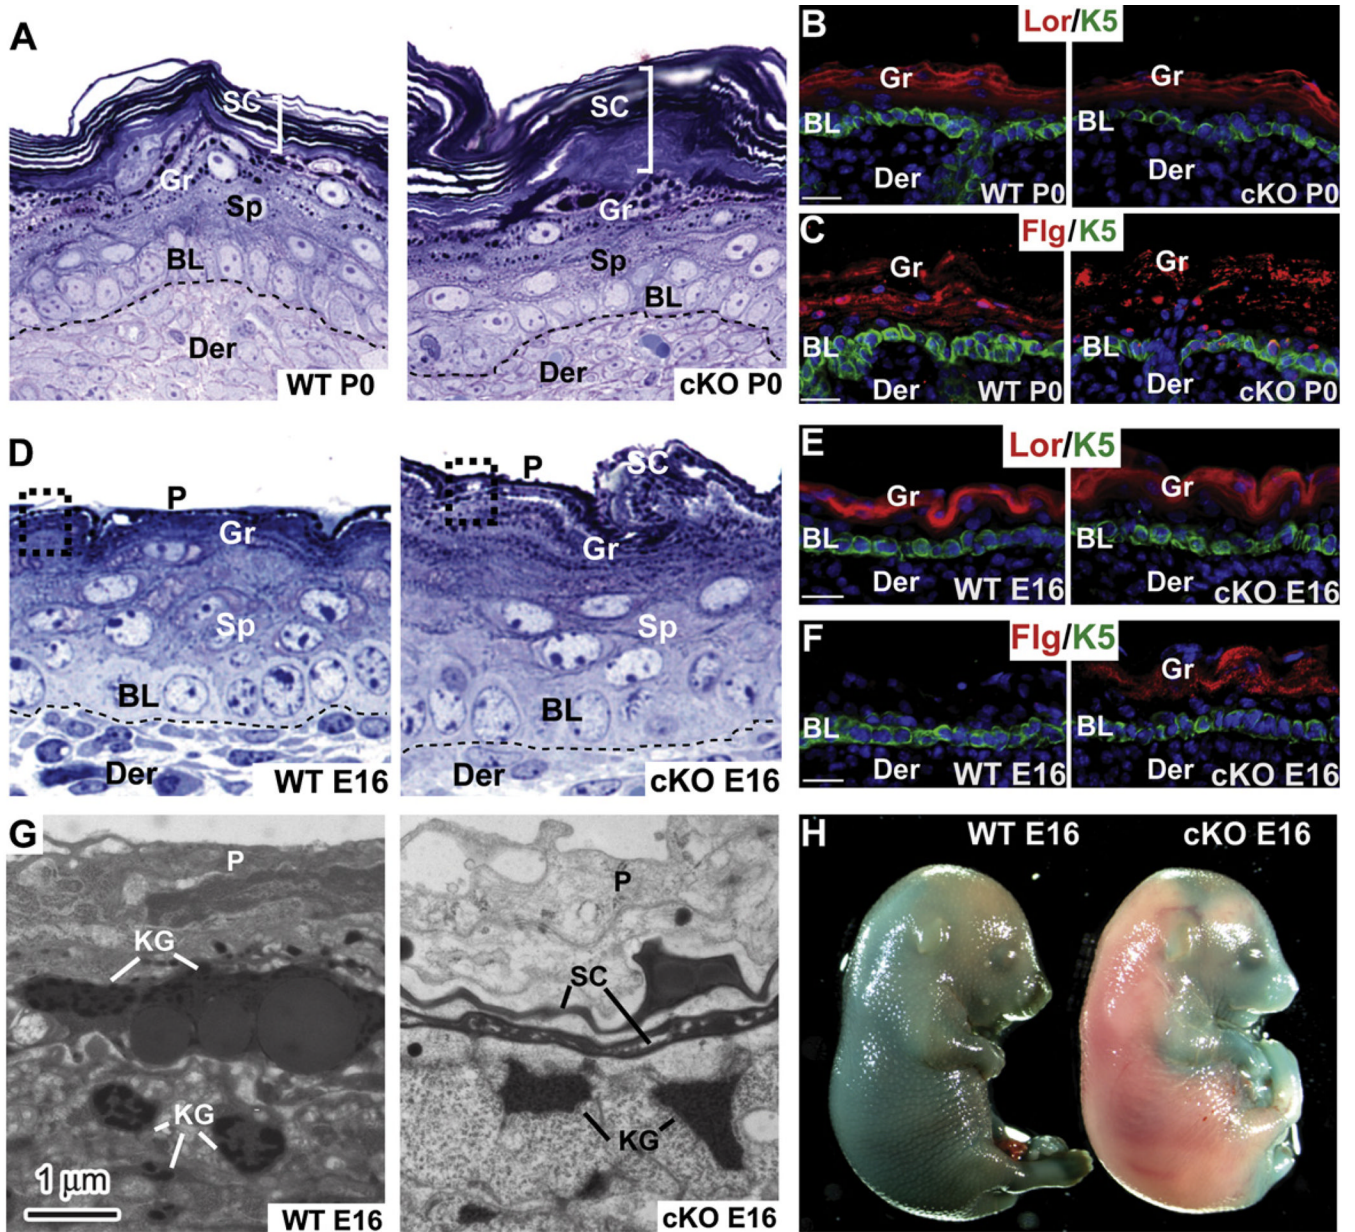 A
SC
Gr
Sp
BL
Der
WT P0
SC
Gr
Sp
BL
Der
cKO P0
B
Lor/K5
Gr
BL
Der
WT P0
Gr
BL
Der
cKO P0
C
Flg/K5
Gr
BL
Der
WT P0
Gr
BL
Der
cKO P0
D
P
Gr
Sp
BL
Der
WT E16
P
SC
Gr
Sp
BL
Der
cKO E16
E
Lor/K5
Gr
BL
Der
WT E16
Gr
BL
Der
cKO E16
F
Flg/K5
BL
Der
WT E16
Gr
BL
Der
cKO E16
G
P
KG
KG
1 µm
WT E16
P
SC
KG
cKO E16
H
WT E16
cKO E16